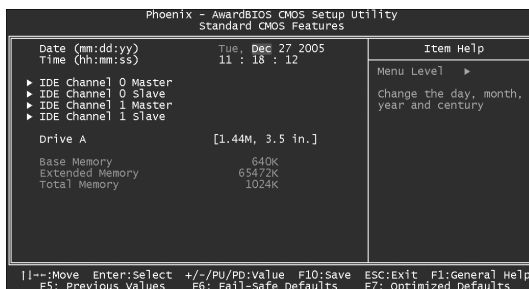 Phoenix - AwardBIOS CMOS Setup Utility
Standard CMOS Features
Date (mm:dd:yy) Tue, Dec 27 2005
Time (hh:mm:ss) 11 : 18 : 12
▶ IDE Channel 0 Master
▶ IDE Channel 0 Slave
▶ IDE Channel 1 Master
▶ IDE Channel 1 Slave
Drive A [1.44M, 3.5 in.]
Base Memory 640K
Extended Memory 65472K
Total Memory 1024K
Item Help
Menu Level ▶
Change the day, month,
year and century
↑↓→←:Move Enter:Select +/-/PU/PD:Value F10:Save ESC:Exit F1:General Help
F5: Previous Values F6: Fail-Safe Defaults F7: Optimized Defaults